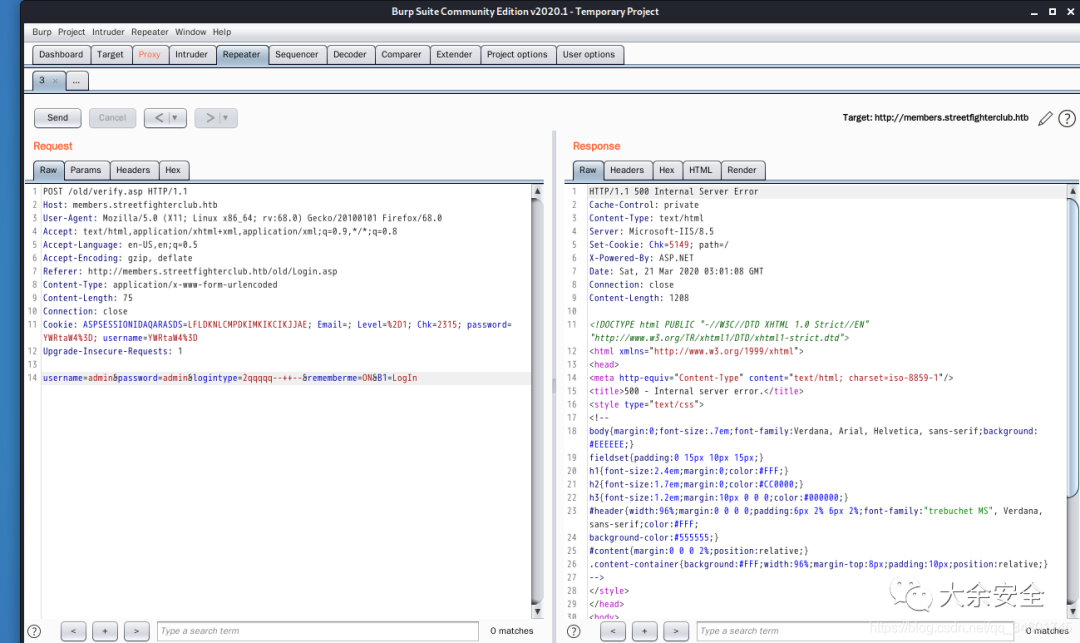 Burp Suite Community Edition v2020.1 - Temporary Project
Burp Project Intruder Repeater Window Help
Dashboard Target Proxy Intruder Repeater Sequencer Decoder Comparer Extender Project options User options
3 × ...
Send Cancel < ▾ > ▾ Target: http://members.streetfighterclub.htb ?
Request
Raw Params Headers Hex
1 POST /old/verify.asp HTTP/1.1
2 Host: members.streetfighterclub.htb
3 User-Agent: Mozilla/5.0 (X11; Linux x86_64; rv:68.0) Gecko/20100101 Firefox/68.0
4 Accept: text/html,application/xhtml+xml,application/xml;q=0.9,*/*;q=0.8
5 Accept-Language: en-US,en;q=0.5
6 Accept-Encoding: gzip, deflate
7 Referer: http://members.streetfighterclub.htb/old/Login.asp
8 Content-Type: application/x-www-form-urlencoded
9 Content-Length: 75
10 Connection: close
11 Cookie: ASPSESSIONIDAQARASDS=LFLDKNLCMPDKIMKIKCIKJJAE; Email=; Level=%2D1; Chk=2315; password=
YWRtaW4%3D; username=YWRtaW4%3D
12 Upgrade-Insecure-Requests: 1
13
14 username=admin&password=admin&logintype=2qqqqq--++--&rememberme=ON&B1=LogIn
? < + > Type a search term 0 matches
Response
Raw Headers Hex HTML Render
1 HTTP/1.1 500 Internal Server Error
2 Cache-Control: private
3 Content-Type: text/html
4 Server: Microsoft-IIS/8.5
5 Set-Cookie: Chk=5149; path=/
6 X-Powered-By: ASP.NET
7 Date: Sat, 21 Mar 2020 03:01:08 GMT
8 Connection: close
9 Content-Length: 1208
10
11 <!DOCTYPE html PUBLIC "-//W3C//DTD XHTML 1.0 Strict//EN"
"http://www.w3.org/TR/xhtml1/DTD/xhtml1-strict.dtd">
12 <html xmlns="http://www.w3.org/1999/xhtml">
13 <head>
14 <meta http-equiv="Content-Type" content="text/html; charset=iso-8859-1"/>
15 <title>500 - Internal server error.</title>
16 <style type="text/css">
17 <!--
18 body{margin:0;font-size:.7em;font-family:Verdana, Arial, Helvetica, sans-serif;background:
#EEEEEE;}
19 fieldset{padding:0 15px 10px 15px;}
20 h1{font-size:2.4em;margin:0;color:#FFF;}
21 h2{font-size:1.7em;margin:0;color:#CC0000;}
22 h3{font-size:1.2em;margin:10px 0 0 0;color:#000000;}
23 #header{width:96%;margin:0 0 0 0;padding:6px 2% 6px 2%;font-family:"trebuchet MS", Verdana,
sans-serif;color:#FFF;
24 background-color:#555555;}
25 #content{margin:0 0 0 2%;position:relative;}
26 .content-container{background:#FFF;width:96%;margin-top:8px;padding:10px;position:relative;}
27 -->
28 </style>
29 </head>
30 <body>
大余安全
? < + > Type a search term 0 matches